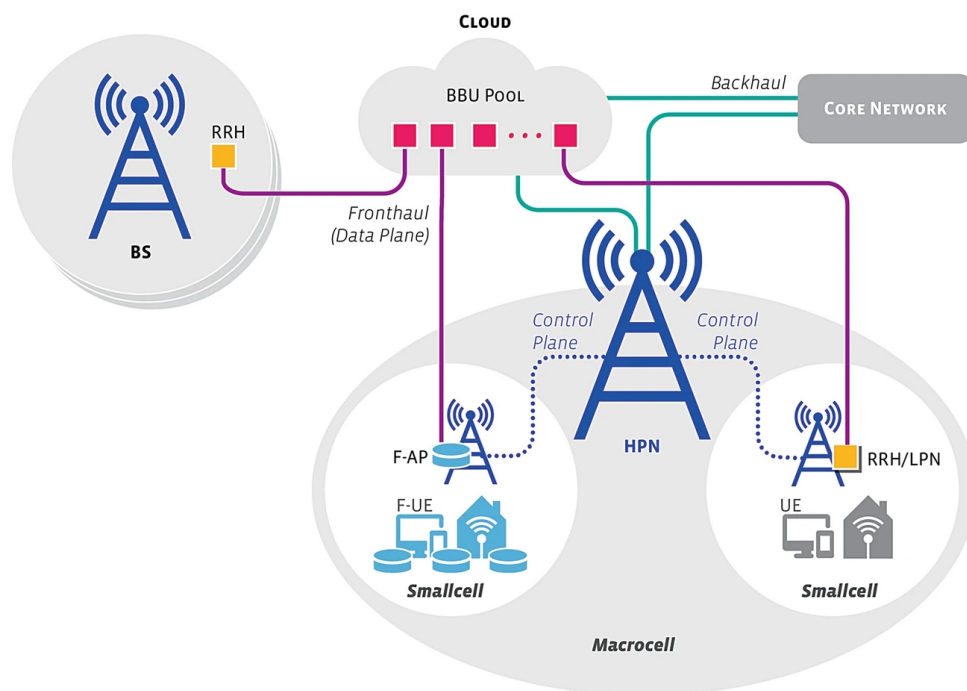 CLOUD
BBU POOL
Backhaul
CORE NETWORK
RRH
Fronthaul
(Data Plane)
BS
Control
Plane
Control
Plane
HPN
F-AP
RRH/LPN
F-UE
UE
Smallcell
Smallcell
Macrocell